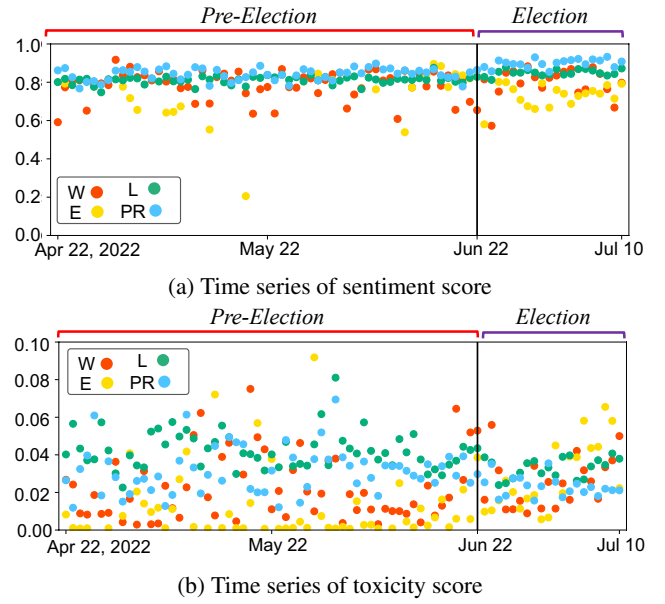 Pre-Election Election
1.0
0.8
0.6
0.4
0.2
0.0
W L
E PR
Apr 22, 2022 May 22 Jun 22 Jul 10
(a) Time series of sentiment score
Pre-Election Election
0.10
0.08
0.06
0.04
0.02
0.00
W L
E PR
Apr 22, 2022 May 22 Jun 22 Jul 10
(b) Time series of toxicity score